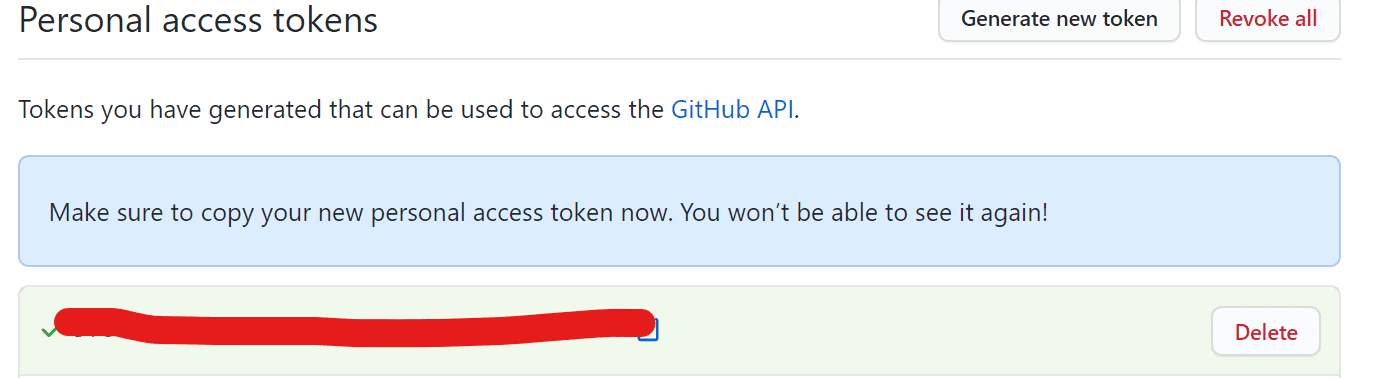 Personal access tokens
Generate new token
Revoke all
Tokens you have generated that can be used to access the GitHub API.
Make sure to copy your new personal access token now. You won’t be able to see it again!
Delete